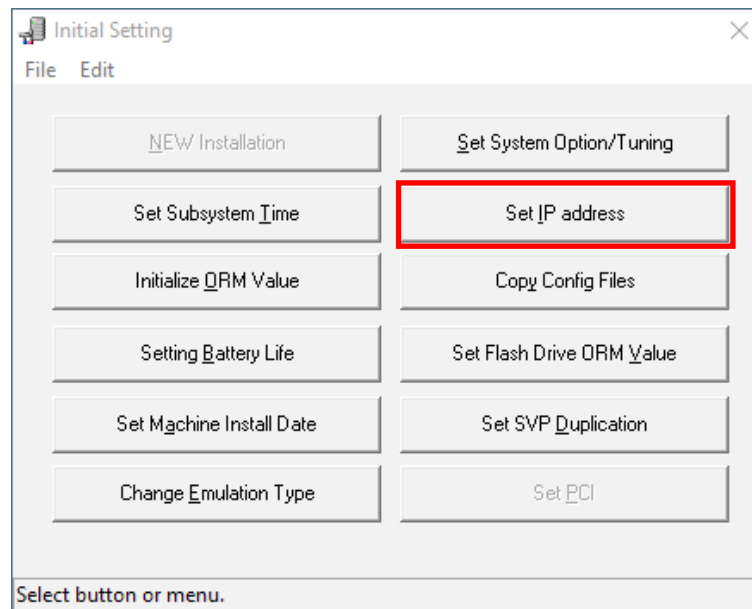 Initial Setting
File Edit
NEW Installation
Set System Option/Tuning
Set Subsystem Time
Set IP address
Initialize ORM Value
Copy Config Files
Setting Battery Life
Set Flash Drive ORM Value
Set Machine Install Date
Set SVP Duplication
Change Emulation Type
Set PCI
Select button or menu.